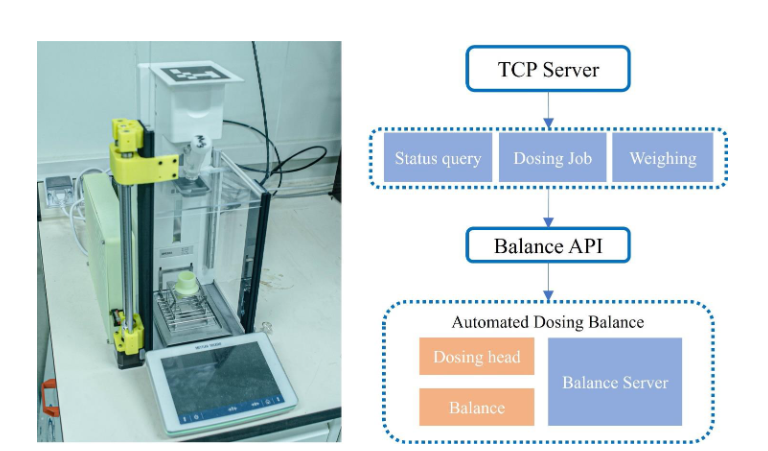 TCP Server
Status query
Dosing Job
Weighing
Balance API
Automated Dosing Balance
Dosing head
Balance Server
Balance